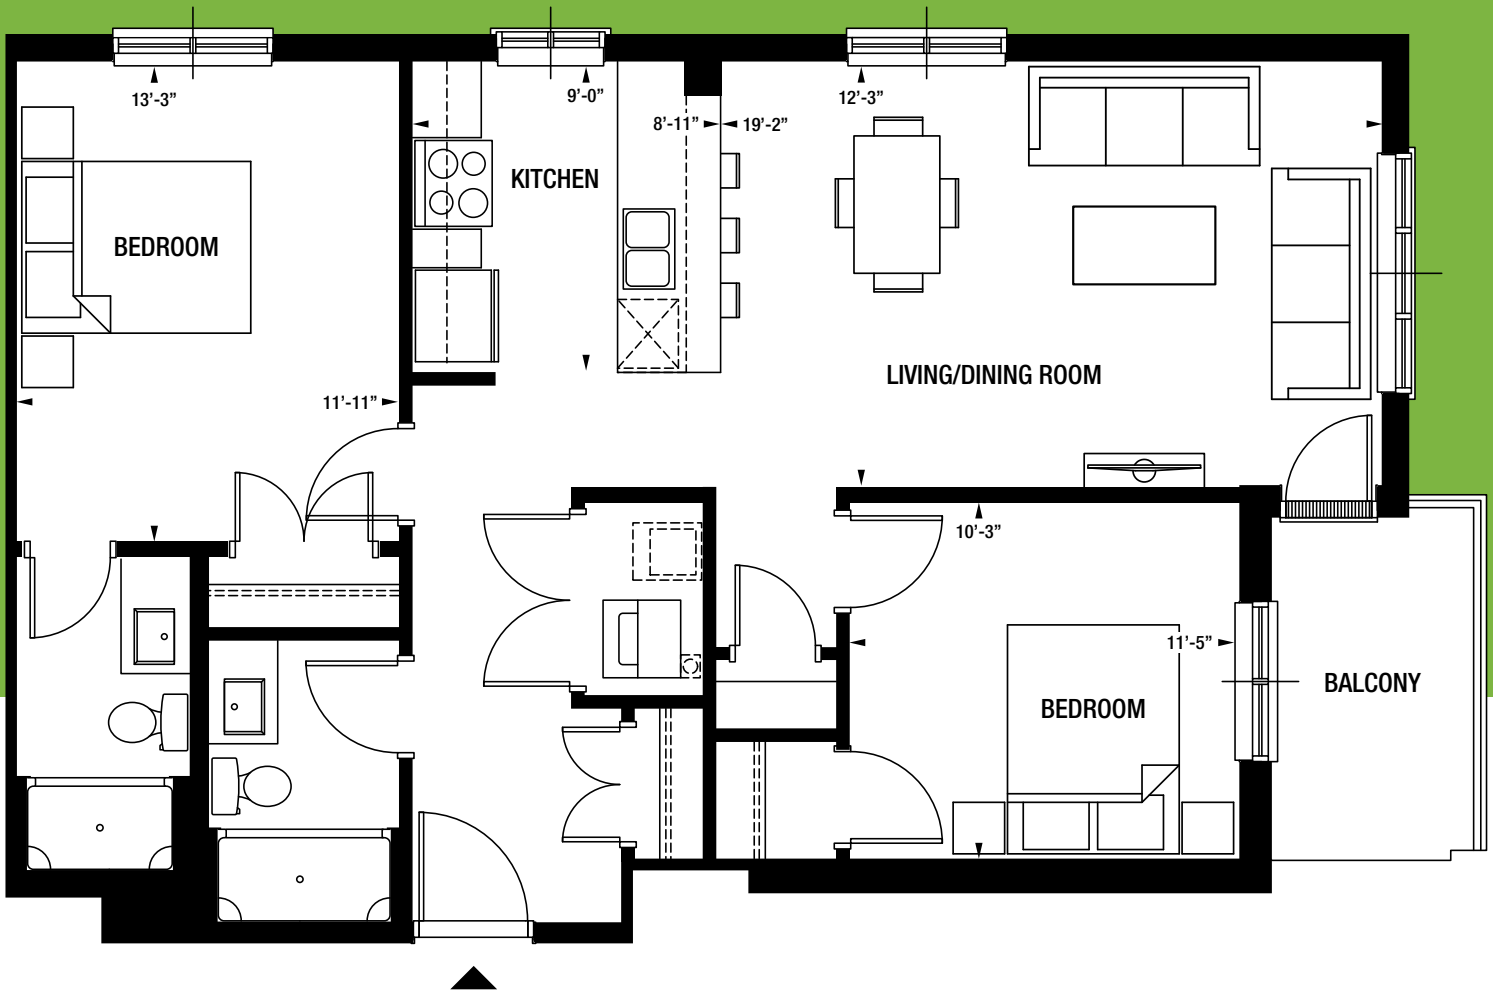 13’-3”
9’-0”
12’-3”
8’-11”
19’-2”
KITCHEN
BEDROOM
LIVING/DINING ROOM
11’-11”
10’-3”
11’-5”
BALCONY
BEDROOM